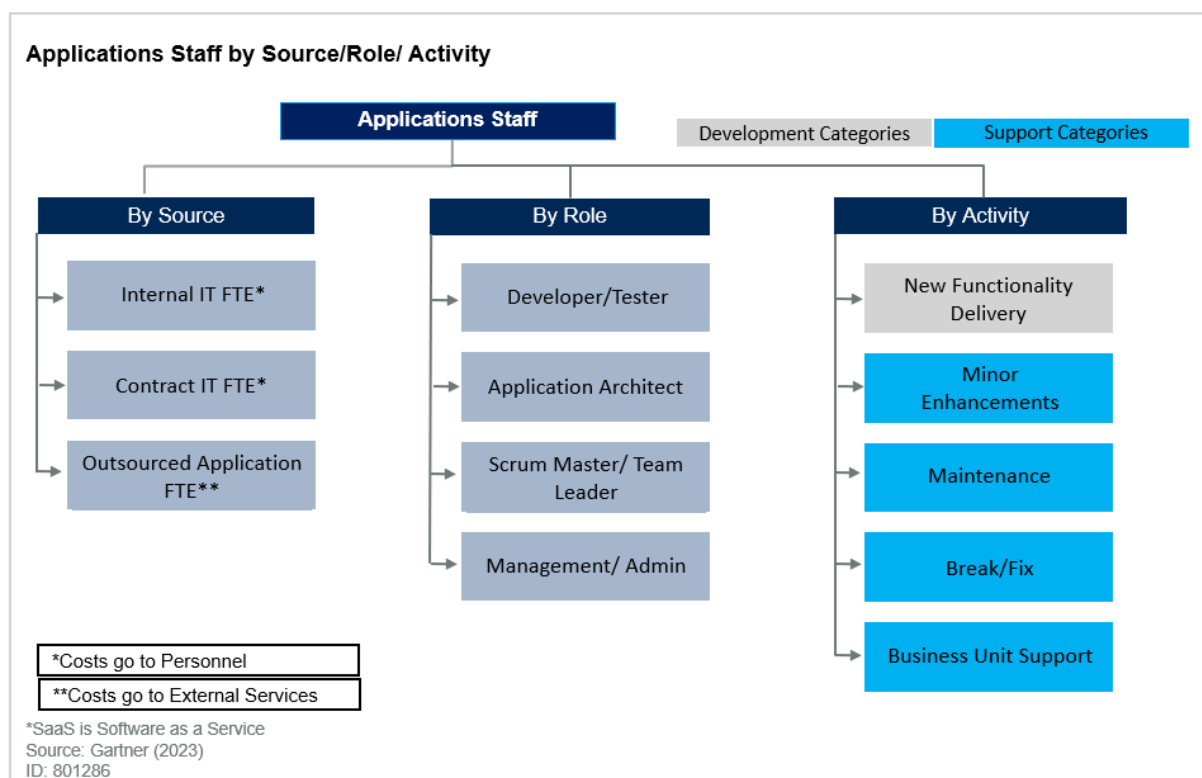 Applications Staff by Source/Role/ Activity
Applications Staff
Development Categories
Support Categories
By Source
Internal IT FTE*
Contract IT FTE*
Outsourced Application
FTE**
By Role
Developer/Tester
Application Architect
Scrum Master/ Team
Leader
Management/ Admin
By Activity
New Functionality
Delivery
Minor
Enhancements
Maintenance
Break/Fix
Business Unit Support
*Costs go to Personnel
**Costs go to External Services
*SaaS is Software as a Service
Source: Gartner (2023)
ID: 801286